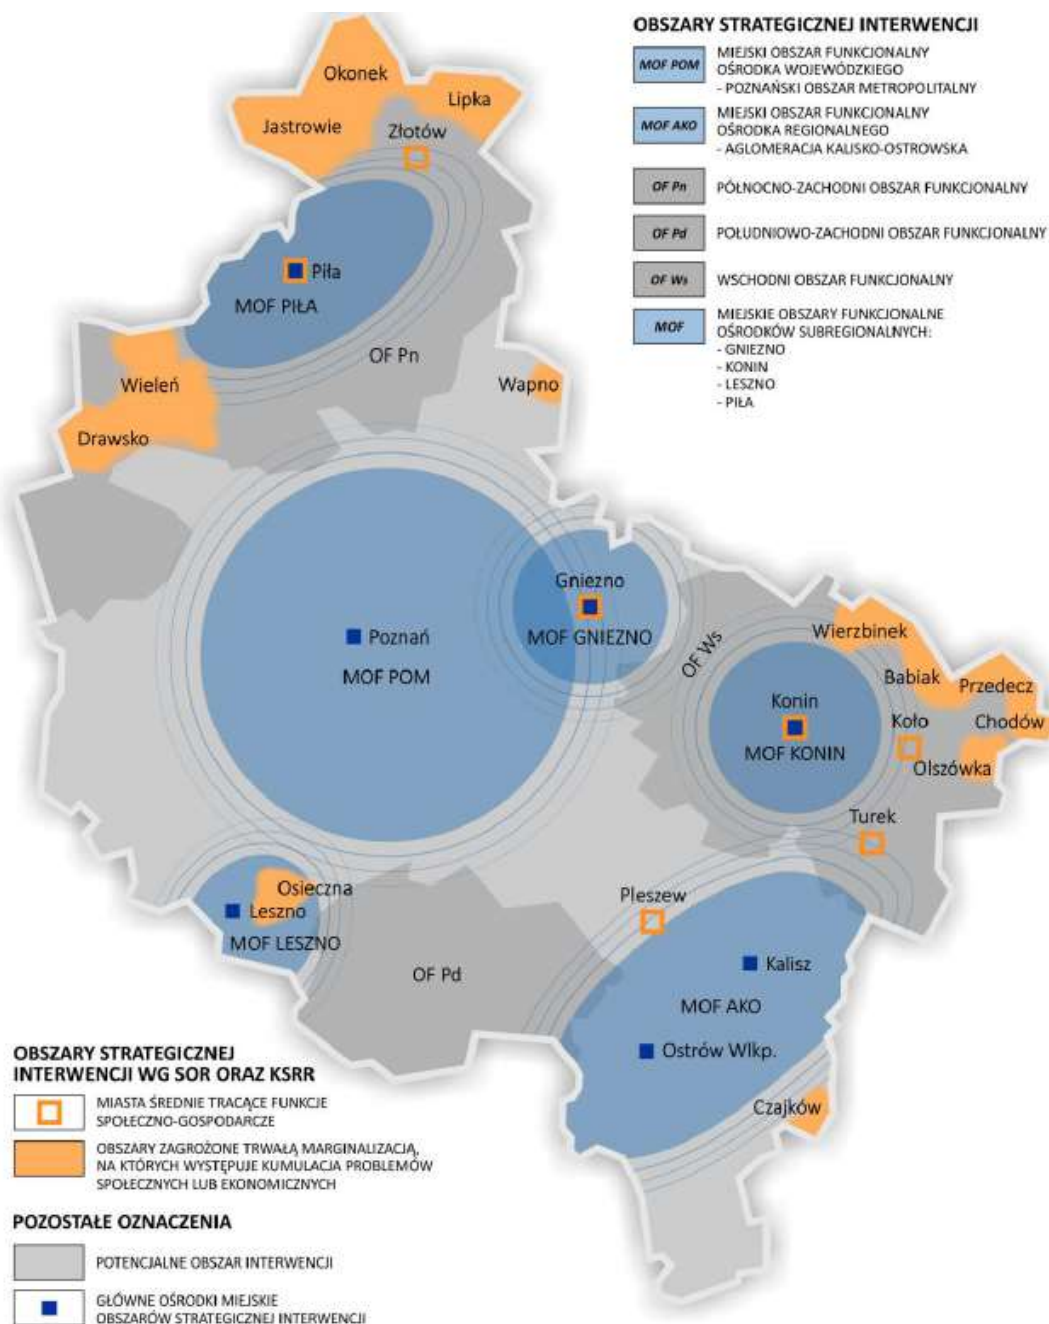 OBSZARY STRATEGICZNEJ INTERWENCJI
MOF POM
MIEJSKI OBSZAR FUNKCJONALNY
OŚRODKA WOJEWÓDZKIEGO
- POZNAŃSKI OBSZAR METROPOLITALNY
MOF AKO
MIEJSKI OBSZAR FUNKCJONALNY
OŚRODKA REGIONALNEGO
- AGLOMERACJA KALISKO-OSTROWSKA
OF Pn
PÓŁNOCNO-ZACHODNI OBSZAR FUNKCJONALNY
OF Pd
POŁUDNIOWO-ZACHODNI OBSZAR FUNKCJONALNY
OF Ws
WSCHODNI OBSZAR FUNKCJONALNY
MOF
MIEJSKIE OBSZARY FUNKCJONALNE
OŚRODKÓW SUBREGIONALNYCH:
- GNIEZNO
- KONIN
- LESZNO
- PIŁA
Okonek
Lipka
Jastrowie
Złotów
Piła
MOF PIŁA
OF Pn
Wieleń
Wapno
Drawsko
Gniezno
MOF GNIEZNO
Poznań
MOF POM
OF Ws
Wierzbinek
Babiak
Przedecz
Konin
Koło
Chodów
MOF KONIN
Olszówka
Turek
Osieczna
Leszno
MOF LESZNO
Pleszew
OF Pd
Kalisz
MOF AKO
Ostrów Wlkp.
Czajków
OBSZARY STRATEGICZNEJ
INTERWENCJI WG SOR ORAZ KSRR
MIASTA ŚREDNIE TRACĄCE FUNKCJE
SPOŁECZNO-GOSPODARCZE
OBSZARY ZAGROŻONE TRWAŁĄ MARGINALIZACJĄ,
NA KTÓRYCH WYSTĘPUJE KUMULACJA PROBLEMÓW
SPOŁECZNYCH LUB EKONOMICZNYCH
POZOSTAŁE OZNACZENIA
POTENCJALNE OBSZAR INTERWENCJI
GŁÓWNE OŚRODKI MIEJSKIE
OBSZARÓW STRATEGICZNEJ INTERWENCJI